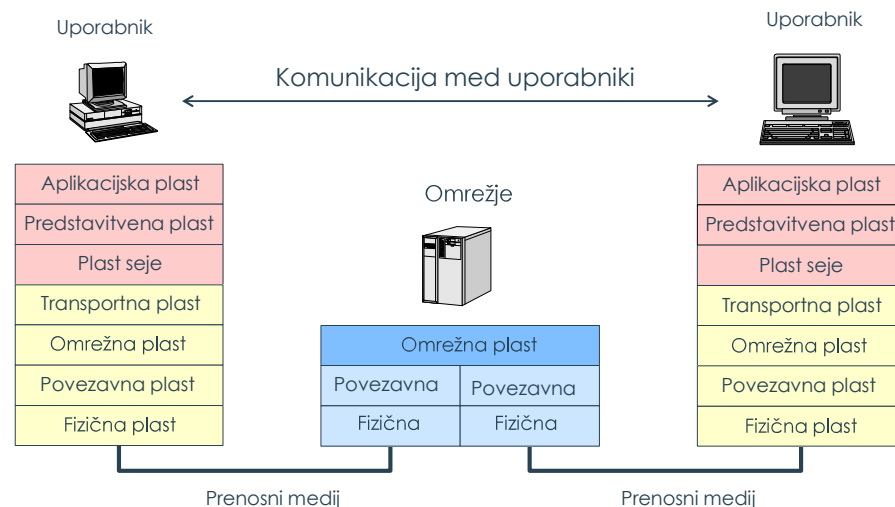 Uporabnik
Uporabnik
Komunikacija med uporabniki
Aplikacijska plast
Predstavitvena plast
Plast seje
Transportna plast
Omrežna plast
Povezavna plast
Fizična plast
Omrežje
Omrežna plast
Povezavna
Povezavna
Fizična
Fizična
Aplikacijska plast
Predstavitvena plast
Plast seje
Transportna plast
Omrežna plast
Povezavna plast
Fizična plast
Prenosni medij
Prenosni medij